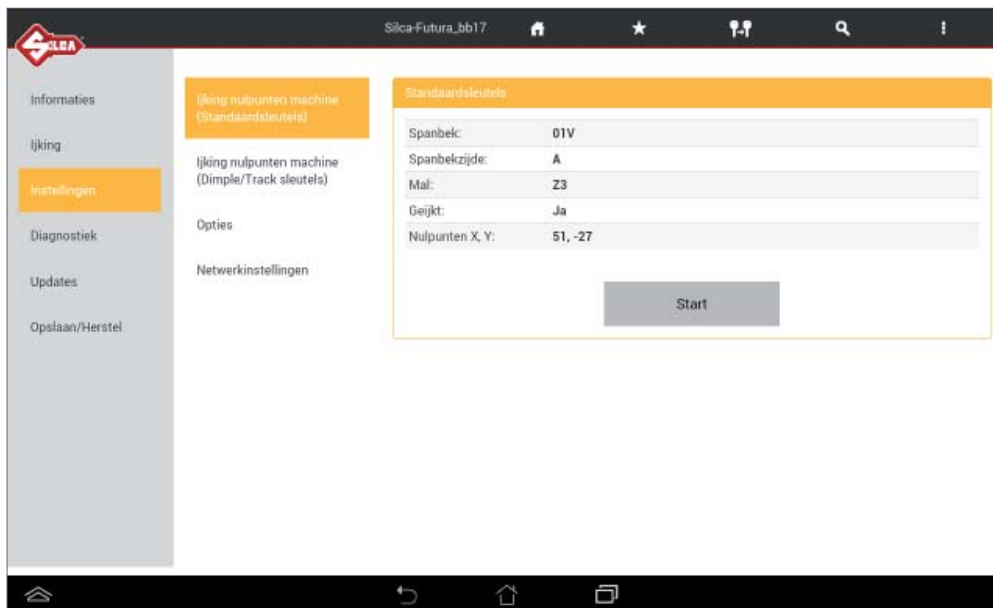 SILCA
Silca-Futura_bb17
Informaties
Ijking
Instellingen
Diagnostiek
Updates
Opslaan/Herstel
Ijking nulpunten machine
(Standaardsleutels)
Ijking nulpunten machine
(Dimple/Track sleutels)
Opties
Netwerkinstellingen
Standaardsleutels
Spanbek: 01V
Spanbekzijde: A
Mal: Z3
Geijkt: Ja
Nulpunten X, Y: 51, -27
Start